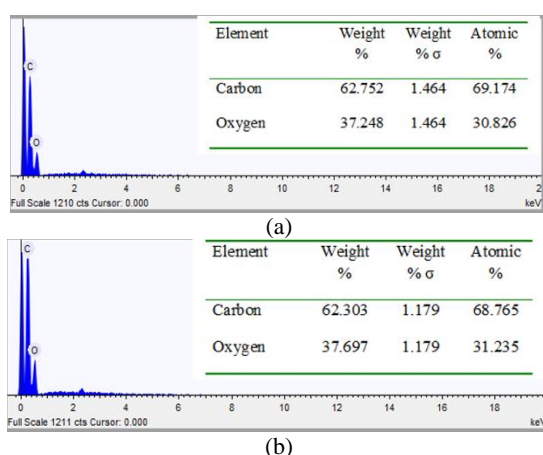 Element Weight Weight Atomic
% % σ %
Carbon 62.752 1.464 69.174
Oxygen 37.248 1.464 30.826
C
O
0 2 4 6 8 10 12 14 16 18 2
Full Scale 1210 cts Cursor: 0.000 keV
(a)
Element Weight Weight Atomic
% % σ %
Carbon 62.303 1.179 68.765
Oxygen 37.697 1.179 31.235
C
O
0 2 4 6 8 10 12 14 16 18
Full Scale 1211 cts Cursor: 0.000 keV
(b)